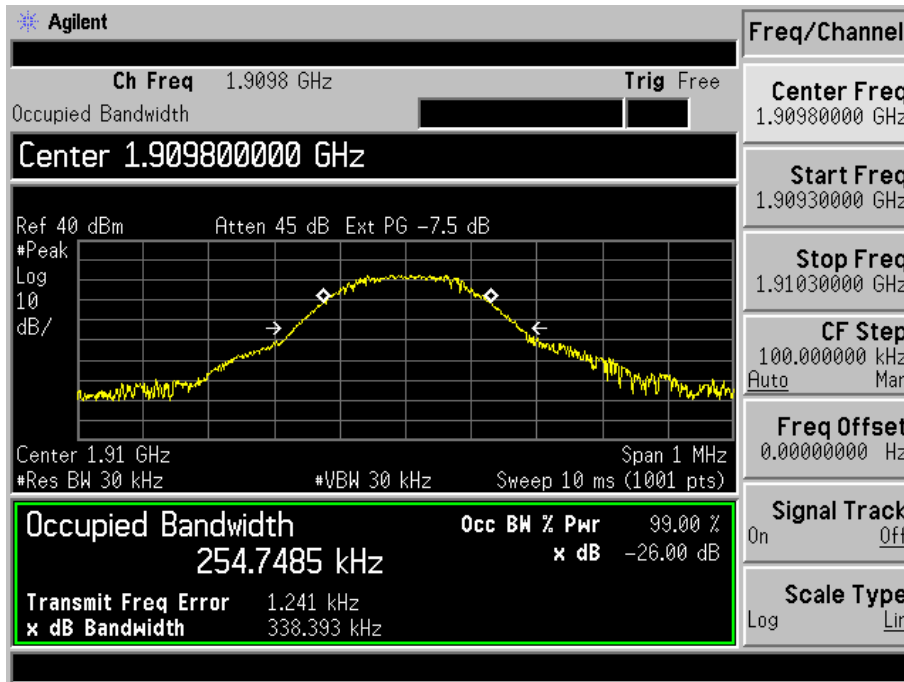 Agilent
Freq/Channel
Ch Freq 1.9098 GHz Trig Free
Occupied Bandwidth
Center 1.909800000 GHz
Ref 40 dBm Atten 45 dB Ext PG -7.5 dB
#Peak
Log
10
dB/
Center 1.91 GHz Span 1 MHz
#Res BW 30 kHz #VBW 30 kHz Sweep 10 ms (1001 pts)
Occupied Bandwidth
254.7485 kHz
Occ BW % Pwr 99.00 %
x dB -26.00 dB
Transmit Freq Error 1.241 kHz
x dB Bandwidth 338.393 kHz
Center Freq
1.90980000 GHz
Start Freq
1.90930000 GHz
Stop Freq
1.91030000 GHz
CF Step
100.000000 kHz
Auto Man
Freq Offset
0.00000000 Hz
Signal Track
On Off
Scale Type
Log Lin